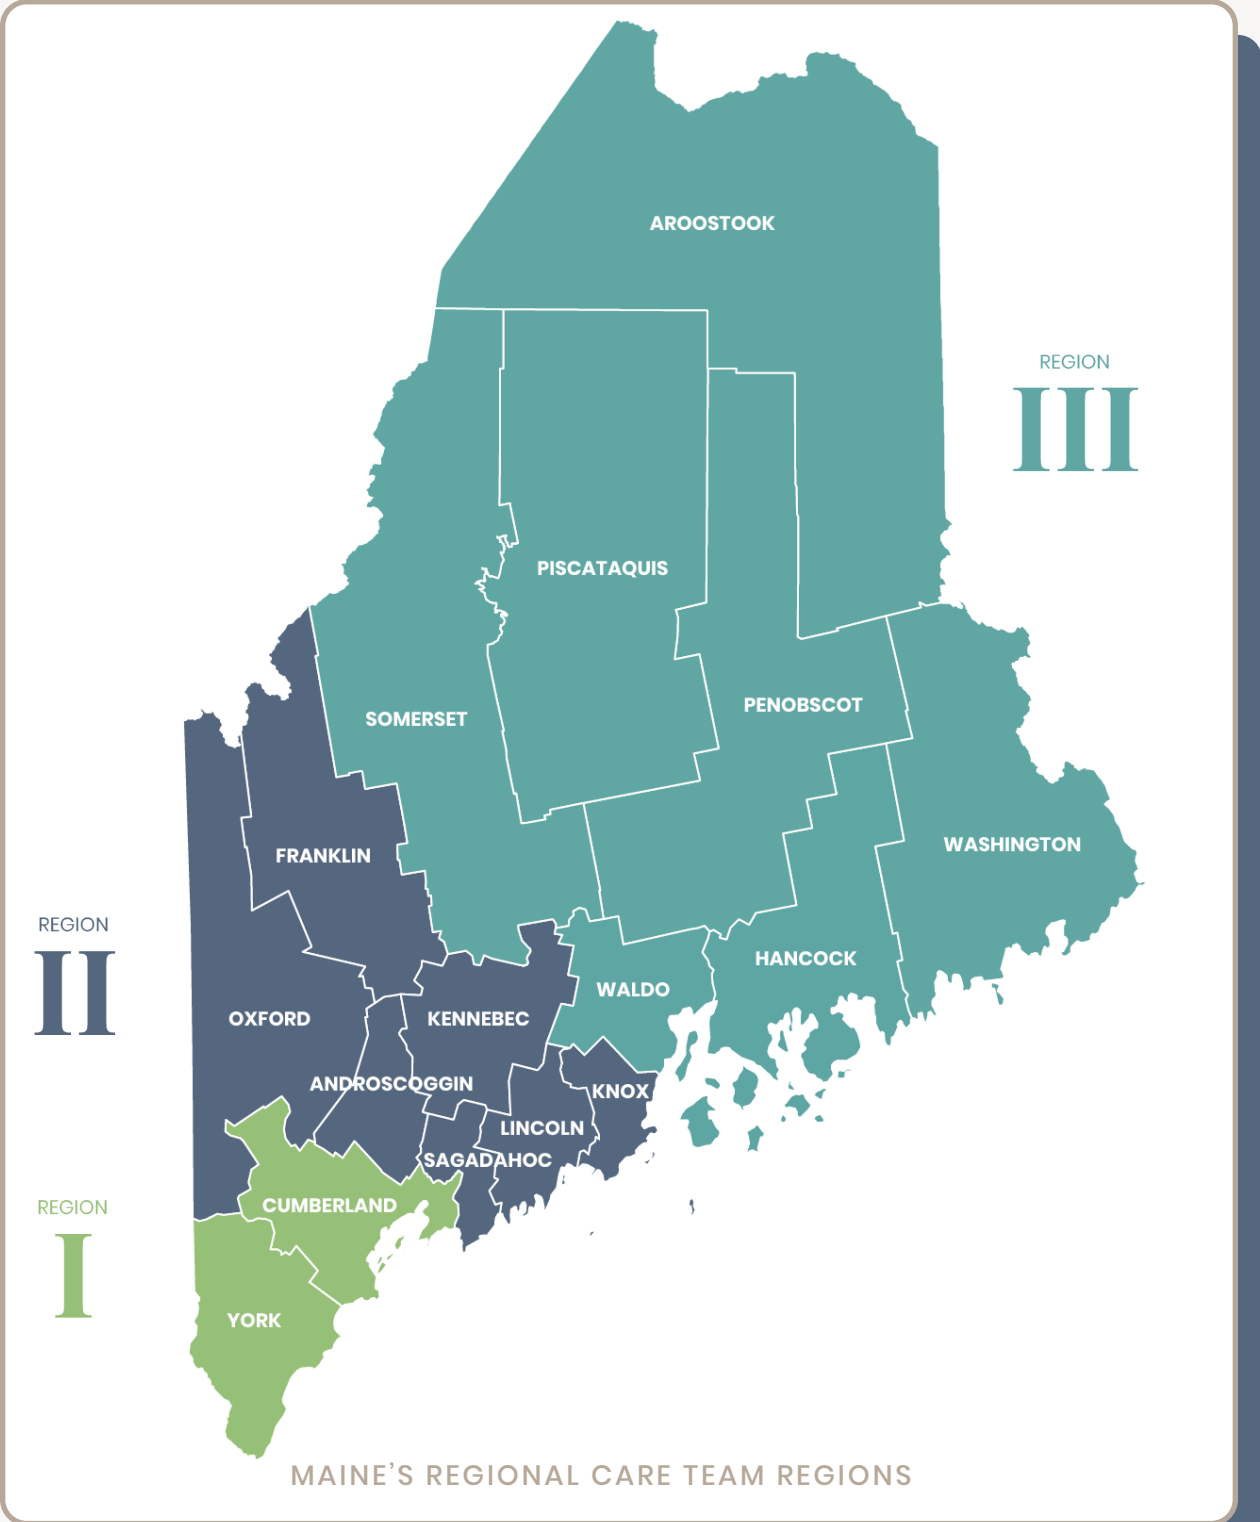 AROOSTOOK
REGION
III
PISCATAQUIS
PENOBSCOT
SOMERSET
WASHINGTON
FRANKLIN
REGION
II
HANCOCK
WALDO
OXFORD
KENNEBEC
ANDROSCOGGIN
KNOX
LINCOLN
SAGADAHOC
REGION
I
CUMBERLAND
YORK
MAINE’S REGIONAL CARE TEAM REGIONS